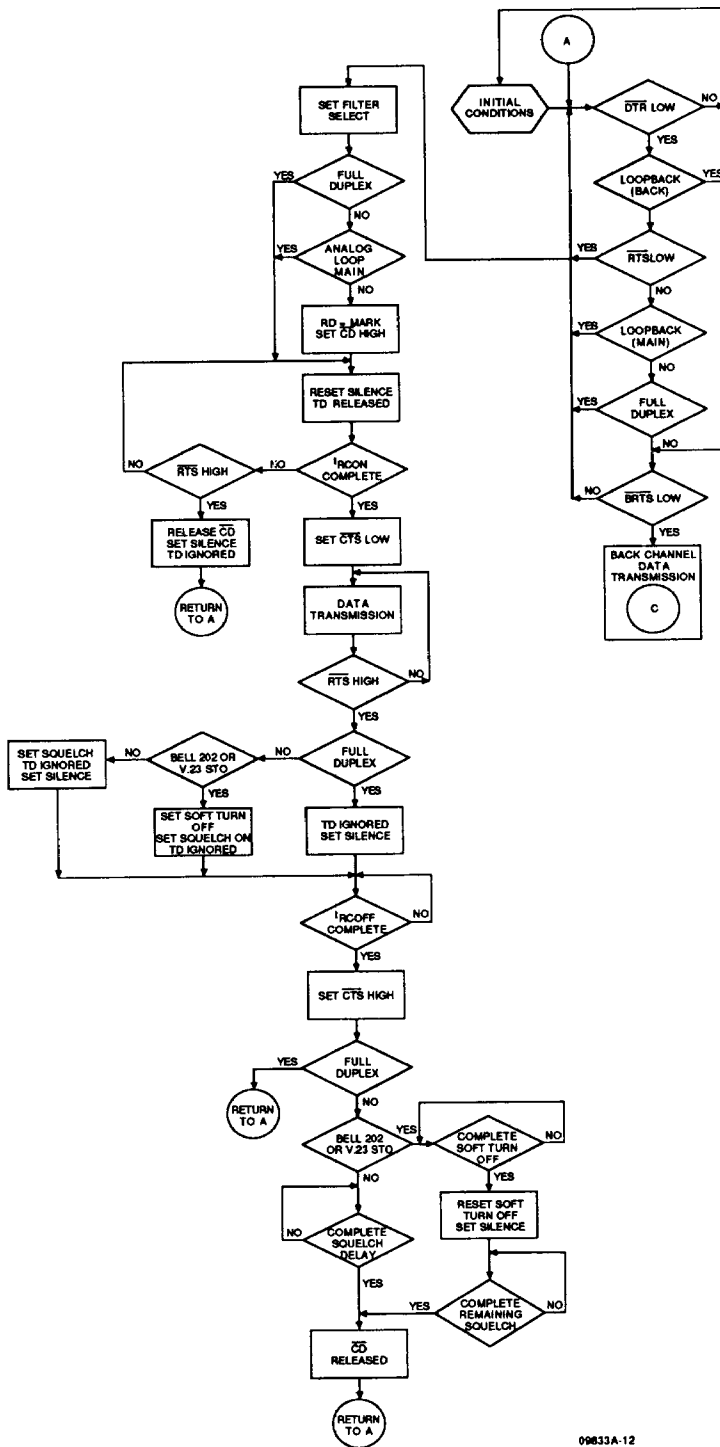 A
INITIAL
CONDITIONS
DTR LOW
NO
YES
LOOPBACK
(BACK)
YES
NO
RTSLOW
YES
NO
LOOPBACK
(MAIN)
YES
NO
FULL
DUPLEX
YES
NO
BRTS LOW
NO
YES
BACK CHANNEL
DATA
TRANSMISSION
C
SET FILTER
SELECT
FULL
DUPLEX
YES
NO
ANALOG
LOOP
MAIN
YES
NO
RD = MARK
SET CD HIGH
RESET SILENCE
TD RELEASED
tRCON
COMPLETE
NO
YES
RTS HIGH
NO
YES
RELEASE CD
SET SILENCE
TD IGNORED
RETURN
TO A
SET CTS LOW
DATA
TRANSMISSION
RTS HIGH
NO
YES
FULL
DUPLEX
NO
YES
BELL 202 OR
V.23 STO
NO
YES
SET SQUELCH
TD IGNORED
SET SILENCE
SET SOFT TURN
OFF
SET SQUELCH ON
TD IGNORED
TD IGNORED
SET SILENCE
tRCOFF
COMPLETE
NO
YES
SET CTS HIGH
FULL
DUPLEX
YES
NO
RETURN
TO A
BELL 202
OR V.23 STO
YES
NO
COMPLETE
SOFT TURN
OFF
NO
YES
RESET SOFT
TURN OFF
SET SILENCE
COMPLETE
SQUELCH
DELAY
NO
YES
COMPLETE
REMAINING
SQUELCH
NO
YES
CD
RELEASED
RETURN
TO A
09833A-12